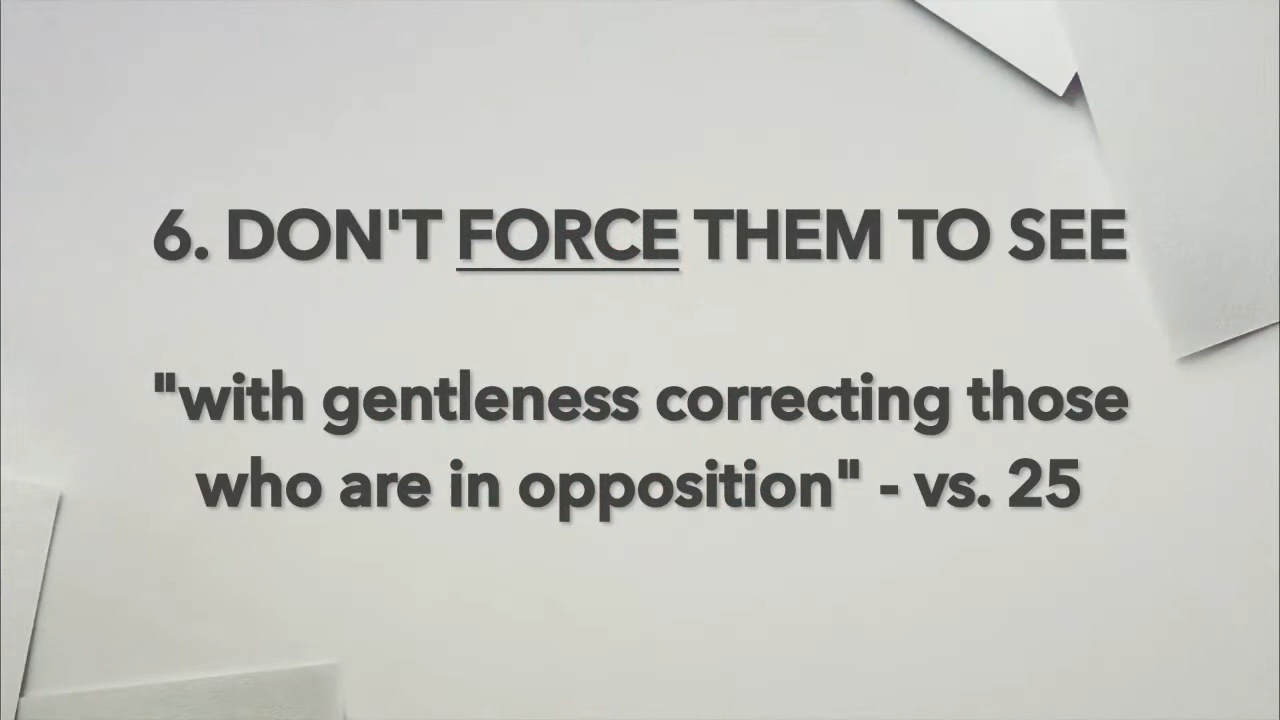 6. DON'T FORCE THEM TO SEE
"with gentleness correcting those
who are in opposition" - vs. 25